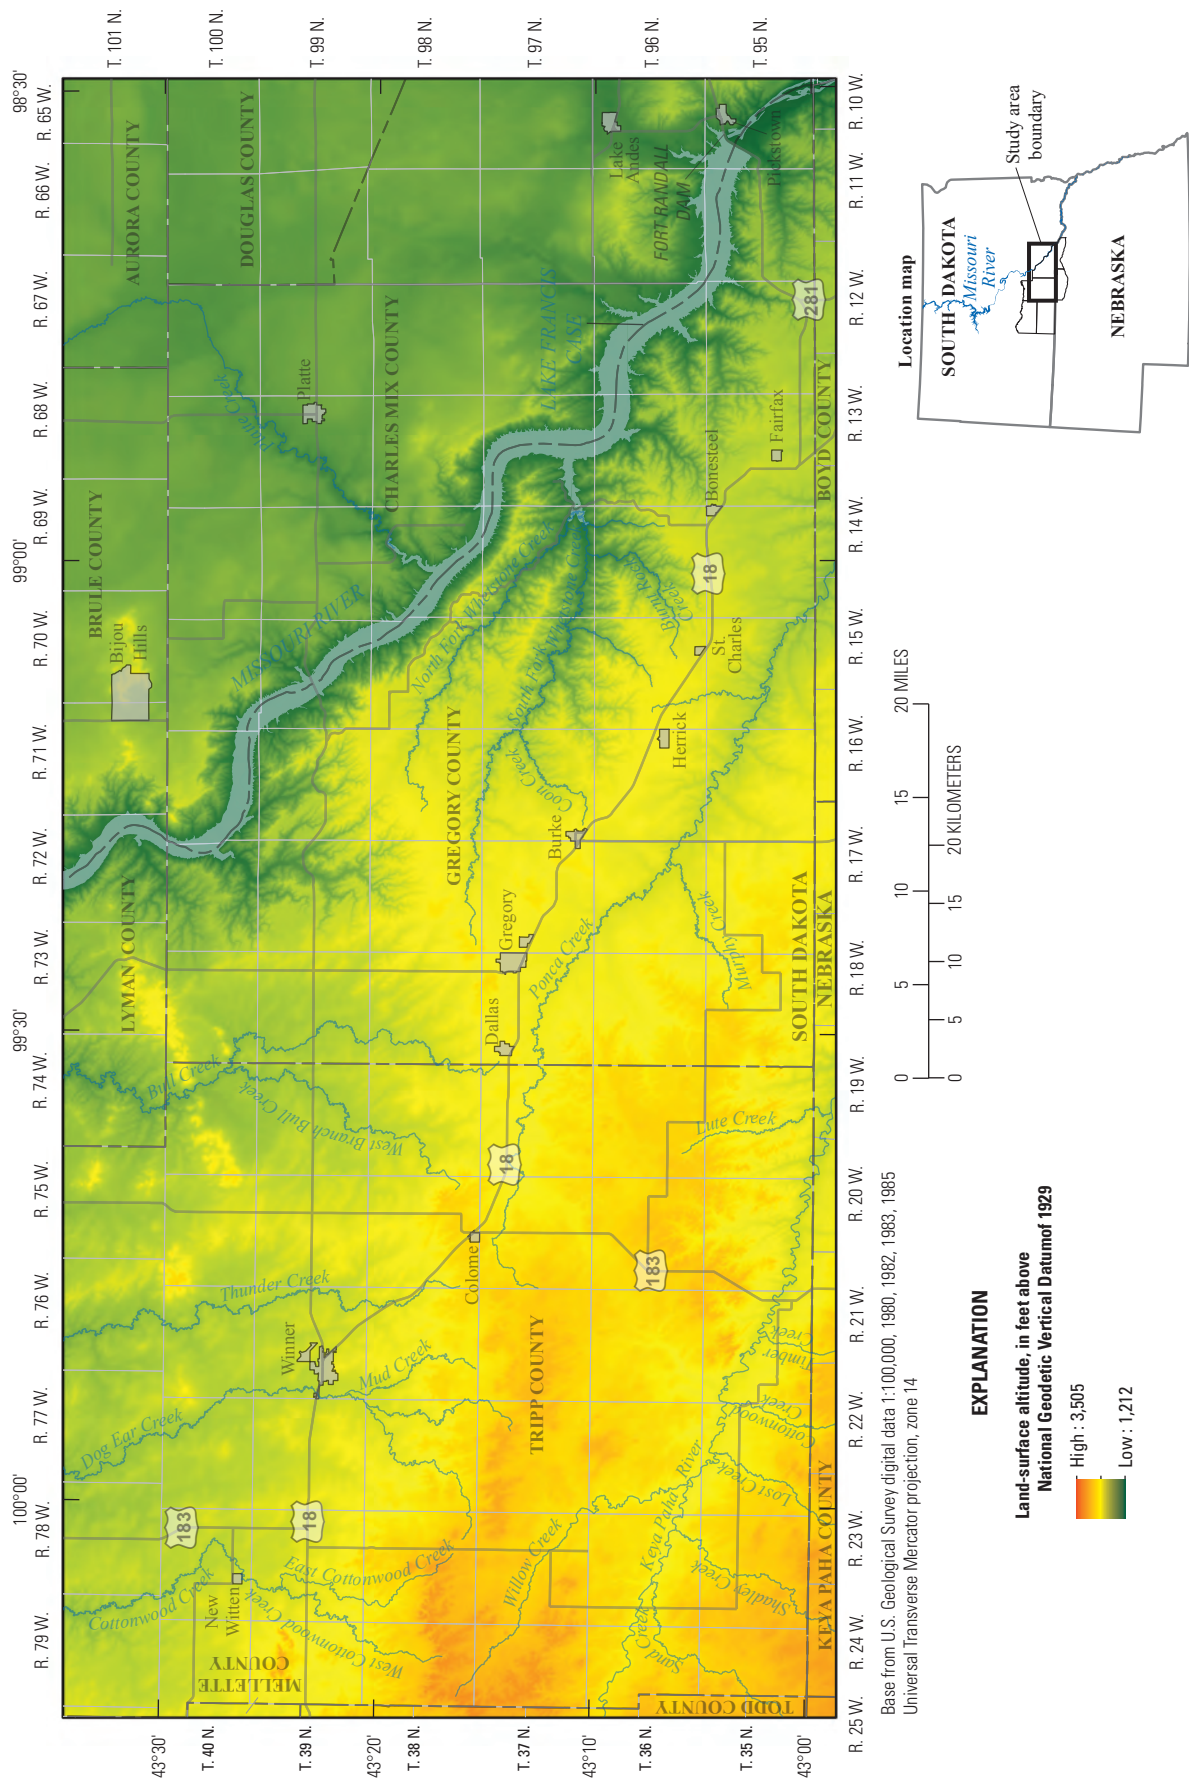 98°30'
99°00'
99°30'
100°00'
R. 65 W.
R. 66 W.
R. 67 W.
R. 68 W.
R. 69 W.
R. 70 W.
R. 71 W.
R. 72 W.
R. 73 W.
R. 74 W.
R. 75 W.
R. 76 W.
R. 77 W.
R. 78 W.
R. 79 W.
T. 101 N.
T. 100 N.
T. 99 N.
T. 98 N.
T. 97 N.
T. 96 N.
T. 95 N.
43°30'
T. 40 N.
T. 39 N.
43°20'
T. 38 N.
T. 37 N.
43°10'
T. 36 N.
T. 35 N.
43°00'
R. 10 W.
R. 11 W.
R. 12 W.
R. 13 W.
R. 14 W.
R. 15 W.
R. 16 W.
R. 17 W.
R. 18 W.
R. 19 W.
R. 20 W.
R. 21 W.
R. 22 W.
R. 23 W.
R. 24 W.
R. 25 W.
AURORA COUNTY
DOUGLAS COUNTY
BRULE COUNTY
CHARLES MIX COUNTY
LYMAN COUNTY
GREGORY COUNTY
TRIPP COUNTY
MELLETTE
COUNTY
TODD COUNTY
KEYA PAHA COUNTY
BOYD COUNTY
SOUTH DAKOTA
NEBRASKA
Bijou
Hills
Platte
Lake
Andes
Pickstown
FORT RANDALL
DAM
LAKE FRANCIS
CASE
MISSOURI RIVER
Platte Creek
North Fork Whetstone Creek
South Fork Whetstone Creek
Burnt Rock
Creek
Coon Creek
Bonesteel
Fairfax
St.
Charles
Herrick
Burke
Gregory
Dallas
Ponca Creek
Murphy Creek
Bull Creek
West Branch Bull Creek
Lute Creek
Colome
Thunder Creek
Winner
Mud Creek
Dog Ear Creek
Cottonwood Creek
New
Witten
East Cottonwood Creek
West Cottonwood Creek
Willow Creek
Keya Paha River
Sand Creek
Shadley Creek
Lost Creek
Cottonwood
Creek
Timber
Creek
18
18
18
183
183
281
0 5 10 15 20 MILES
0 5 10 15 20 KILOMETERS
Base from U.S. Geological Survey digital data 1:100,000, 1980, 1982, 1983, 1985
Universal Transverse Mercator projection, zone 14
EXPLANATION
Land-surface altitude, in feet above
National Geodetic Vertical Datumof 1929
High : 3,505
Low : 1,212
Location map
SOUTH DAKOTA
Missouri
River
NEBRASKA
Study area
boundary